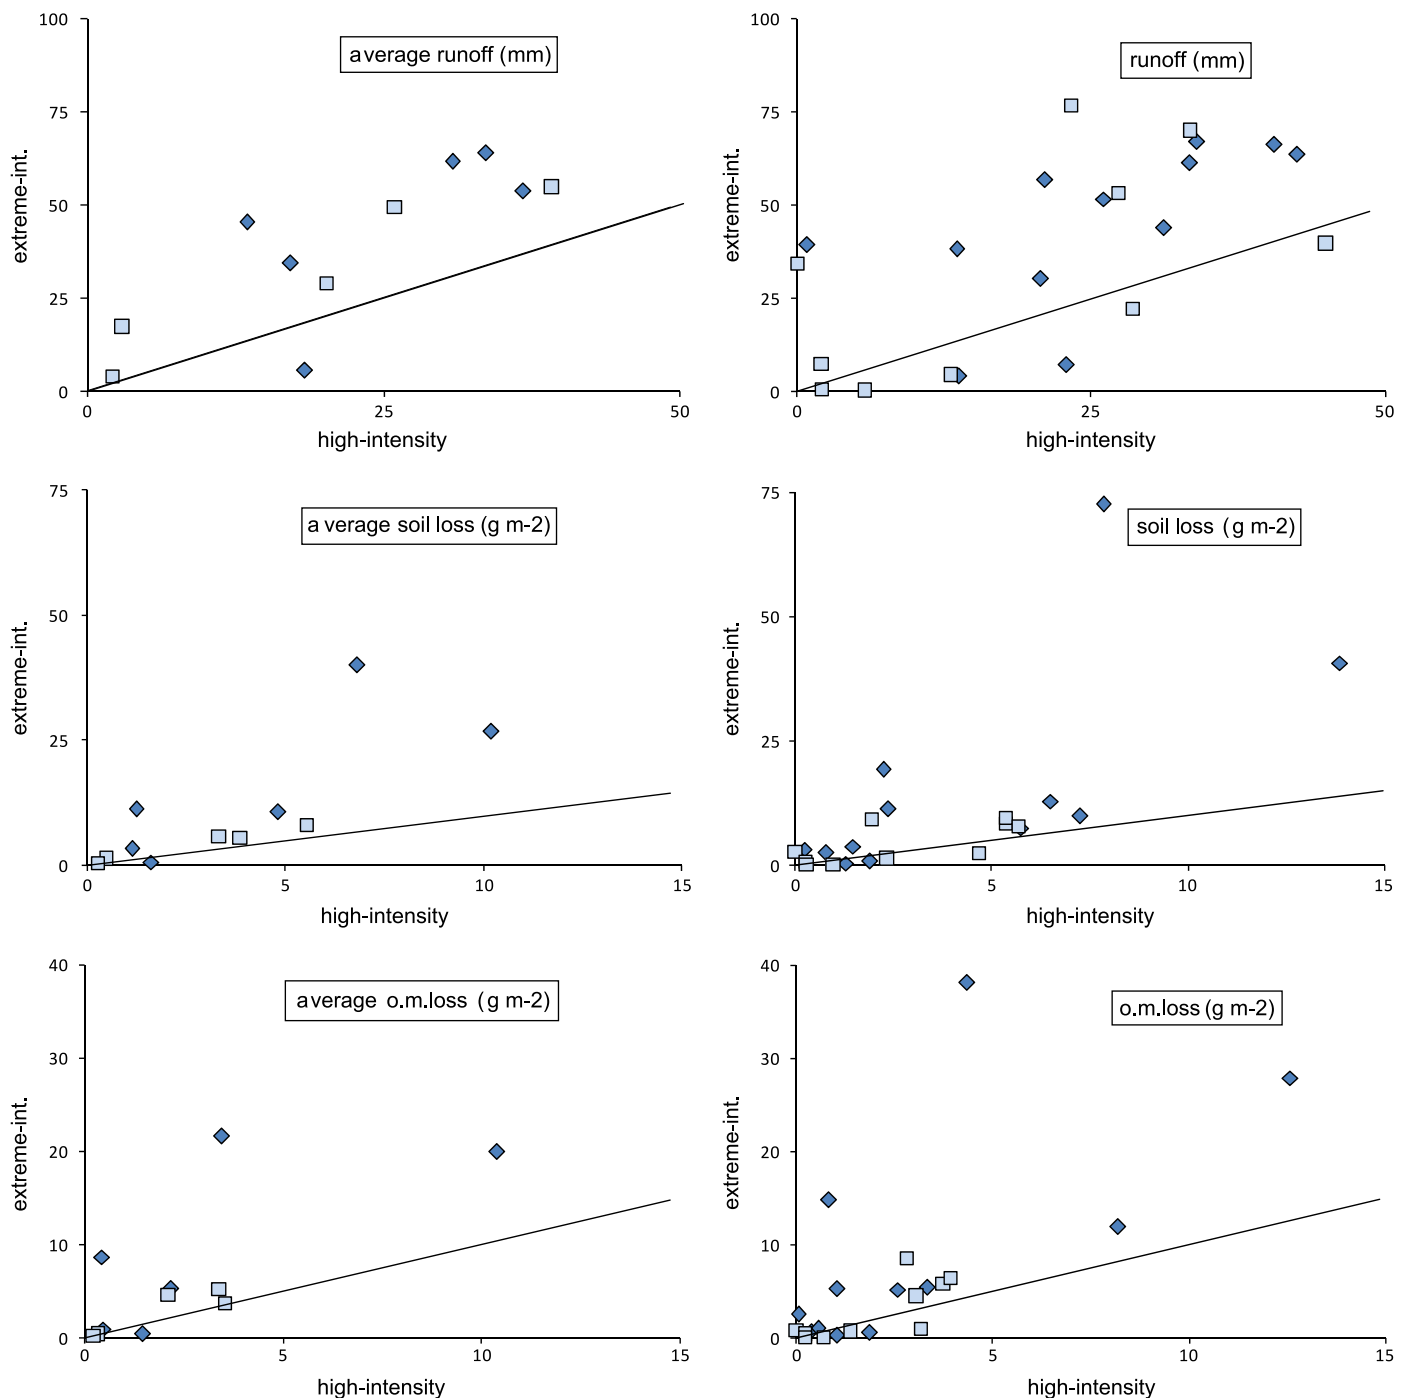 100
average runoff (mm)
75
50
25
0
0 25 50
extreme-int.
high-intensity
100
runoff (mm)
75
50
25
0
0 25 50
extreme-int.
high-intensity
75
a verage soil loss (g m-2)
50
25
0
0 5 10 15
extreme-int.
high-intensity
75
soil loss (g m-2)
50
25
0
0 5 10 15
extreme-int.
high-intensity
40
average o.m.loss (g m-2)
30
20
10
0
0 5 10 15
extreme-int.
high-intensity
40
o.m.loss (g m-2)
30
20
10
0
0 5 10 15
extreme-int.
high-intensity